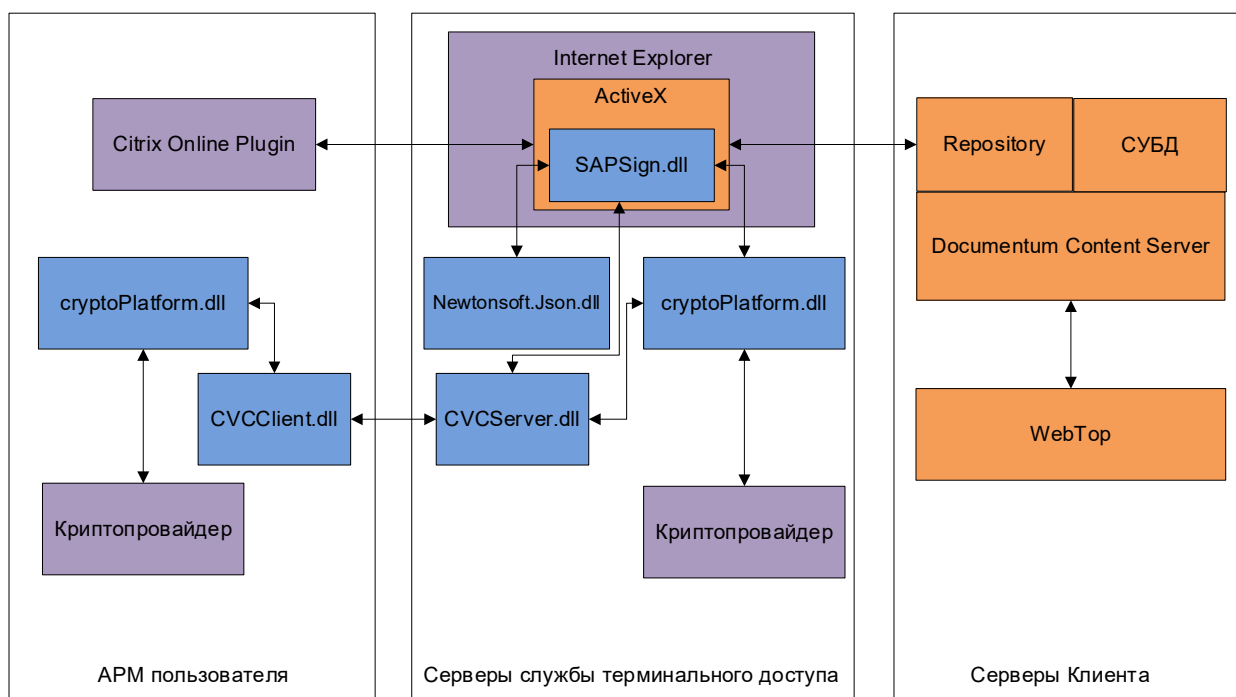 Citrix Online Plugin
cryptoPlatform.dll
CVCClient.dll
Криптопровайдер
АРМ пользователя
Internet Explorer
ActiveX
SAPSign.dll
Newtonsoft.Json.dll
cryptoPlatform.dll
CVCServer.dll
Криптопровайдер
Серверы службы терминального доступа
Repository
СУБД
Documentum Content Server
WebTop
Серверы Клиента